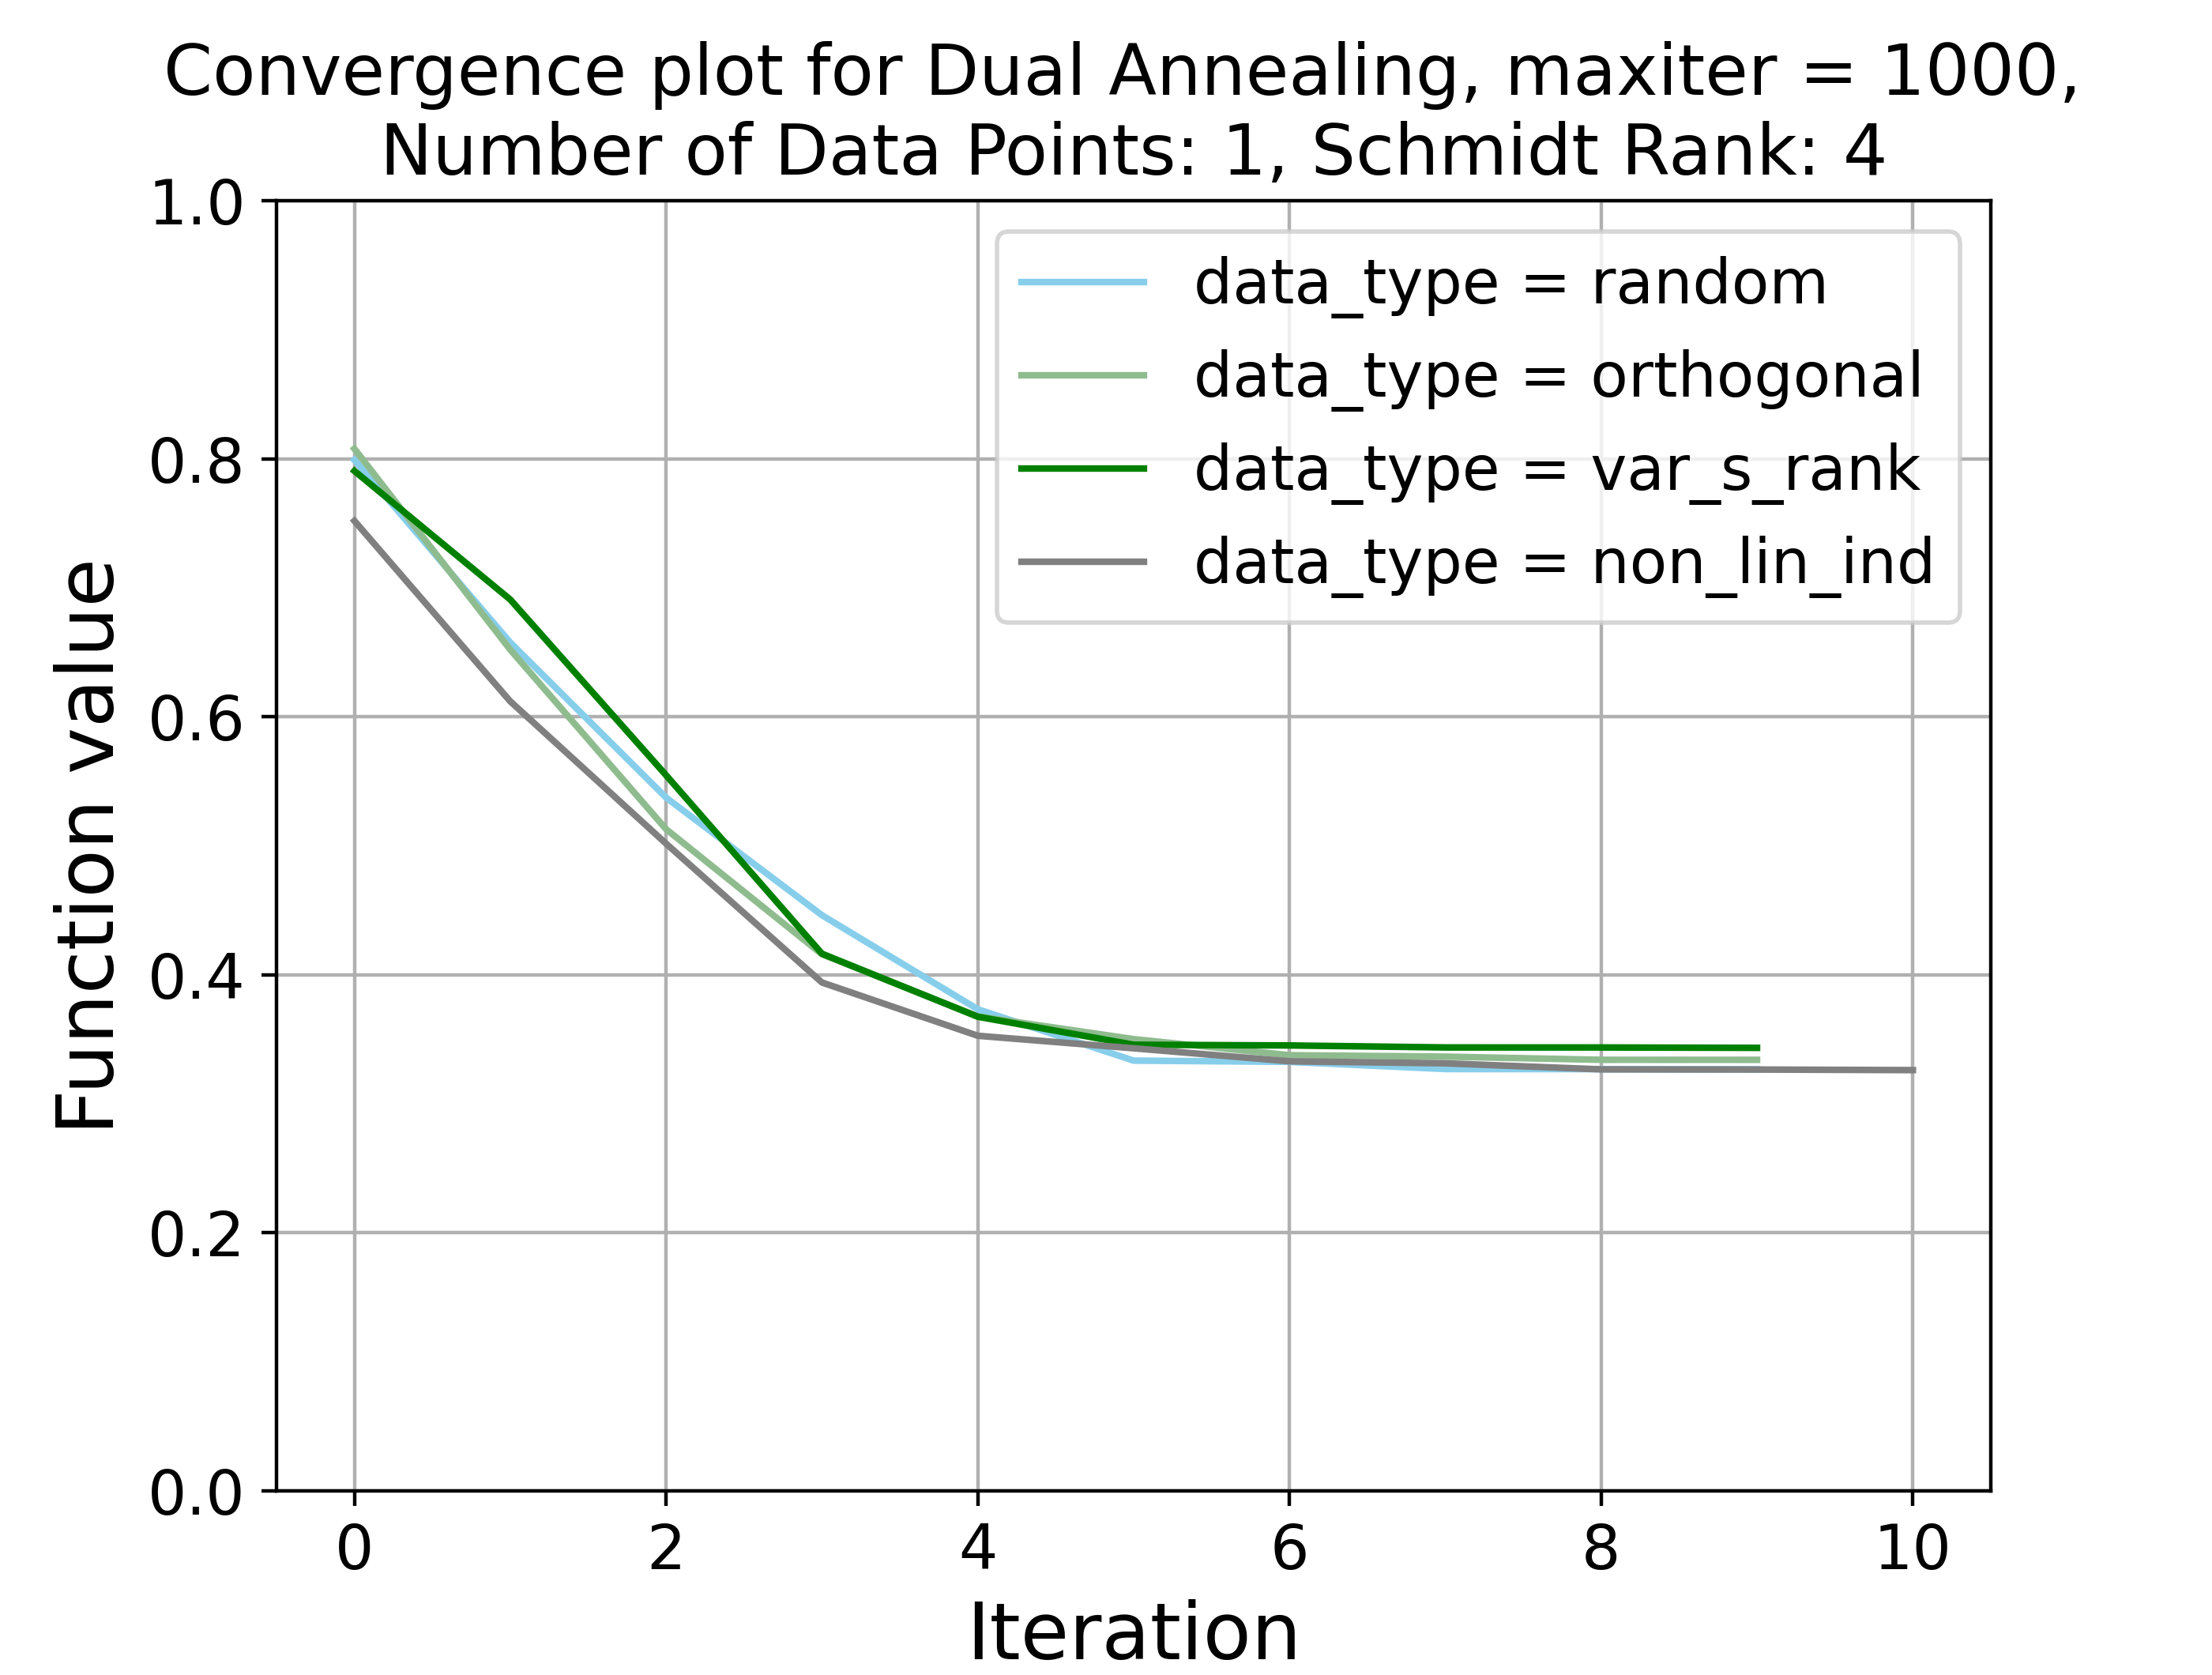 Convergence plot for Dual Annealing, maxiter = 1000,
Number of Data Points: 1, Schmidt Rank: 4
1.0
0.8
0.6
0.4
0.2
0.0
Function value
data_type = random
data_type = orthogonal
data_type = var_s_rank
data_type = non_lin_ind
0 2 4 6 8 10
Iteration